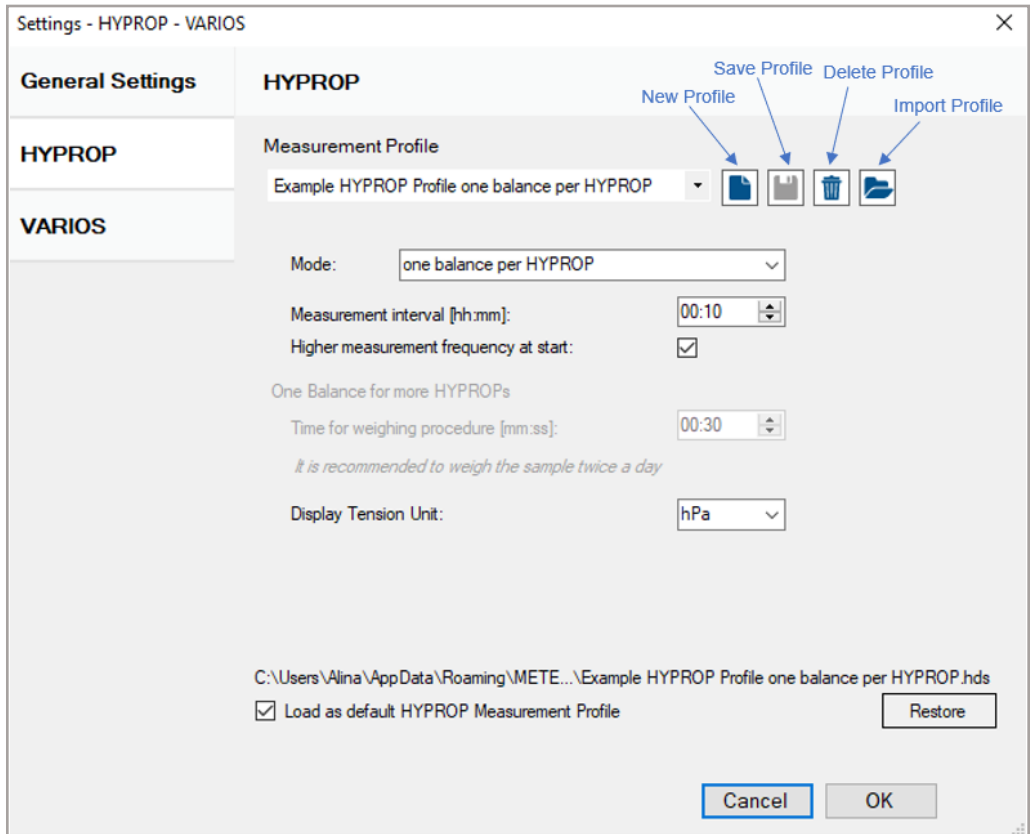 Settings - HYPROP - VARIOS
General Settings
HYPROP
VARIOS
HYPROP
Save Profile
Delete Profile
New Profile
Import Profile
Measurement Profile
Example HYPROP Profile one balance per HYPROP
Mode: one balance per HYPROP
Measurement interval [hh:mm]: 00:10
Higher measurement frequency at start:
One Balance for more HYPROPs
Time for weighing procedure [mm:ss]: 00:30
It is recommended to weigh the sample twice a day
Display Tension Unit: hPa
C:\Users\Alina\AppData\Roaming\METE...\Example HYPROP Profile one balance per HYPROP.hds
Load as default HYPROP Measurement Profile
Restore
Cancel
OK